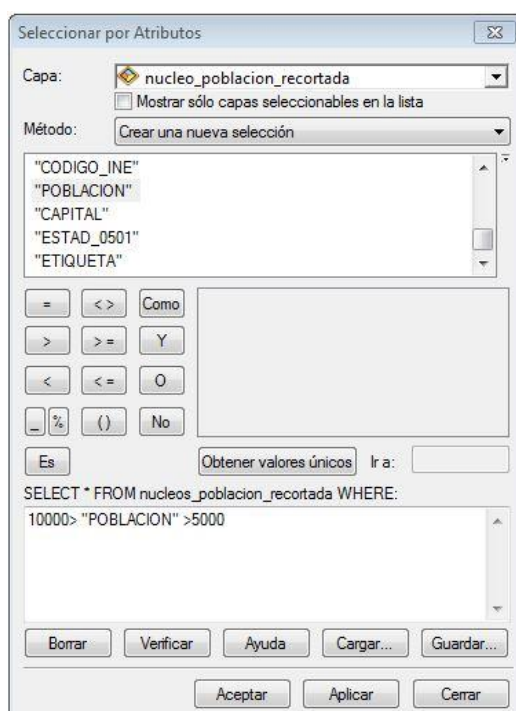 Seleccionar por Atributos
Capa: nucleo_poblacion_recortada
Mostrar sólo capas seleccionables en la lista
Método: Crear una nueva selección
"CODIGO_INE"
"POBLACION"
"CAPITAL"
"ESTAD_0501"
"ETIQUETA"
= < > Como
> > = Y
< < = O
_ % ( ) No
Es Obtener valores únicos Ir a:
SELECT * FROM nucleos_poblacion_recortada WHERE:
10000> "POBLACION" >5000
Borrar Verificar Ayuda Cargar... Guardar...
Aceptar Aplicar Cerrar